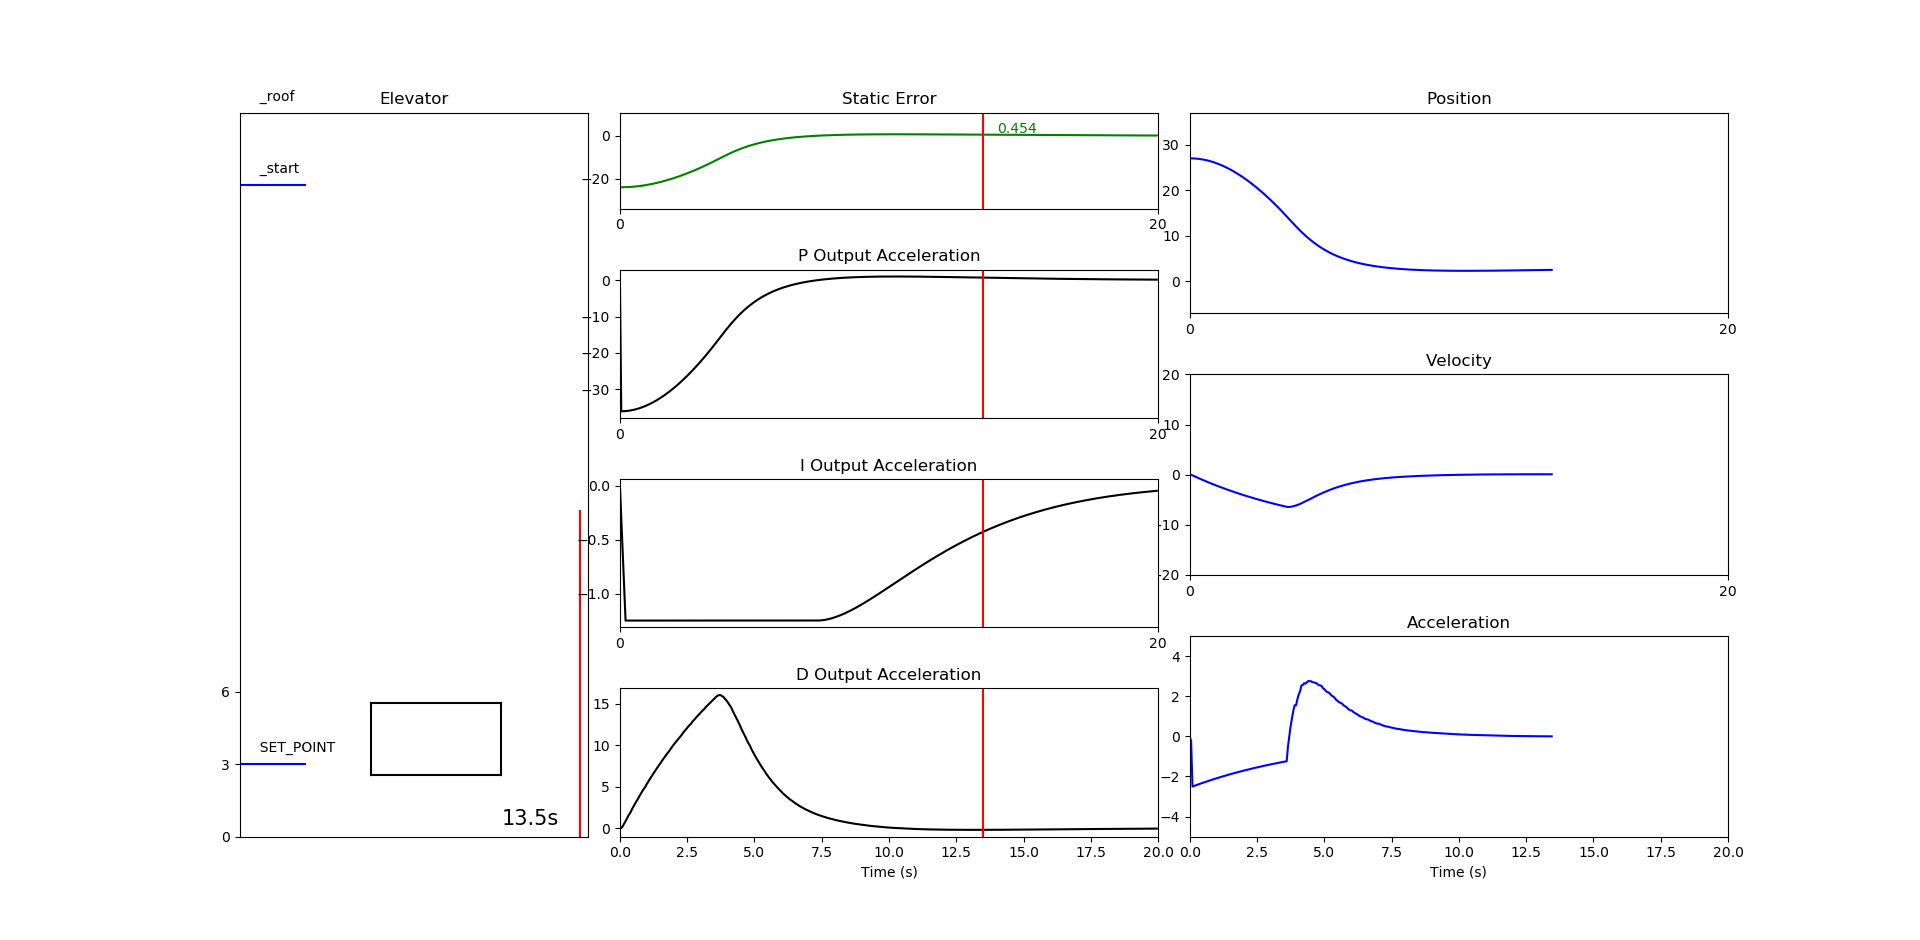 _roof
Elevator
_start
6
SET_POINT
3
13.5s
0
Static Error
0.454
0
−20
0
20
P Output Acceleration
0
−10
−20
−30
0
20
I Output Acceleration
0.0
−0.5
−1.0
0
20
D Output Acceleration
15
10
5
0
0.0 2.5 5.0 7.5 10.0 12.5 15.0 17.5 20.0
Time (s)
Position
30
20
10
0
0
20
Velocity
20
10
0
-10
-20
0
20
Acceleration
4
2
0
−2
−4
0.0 2.5 5.0 7.5 10.0 12.5 15.0 17.5 20.0
Time (s)